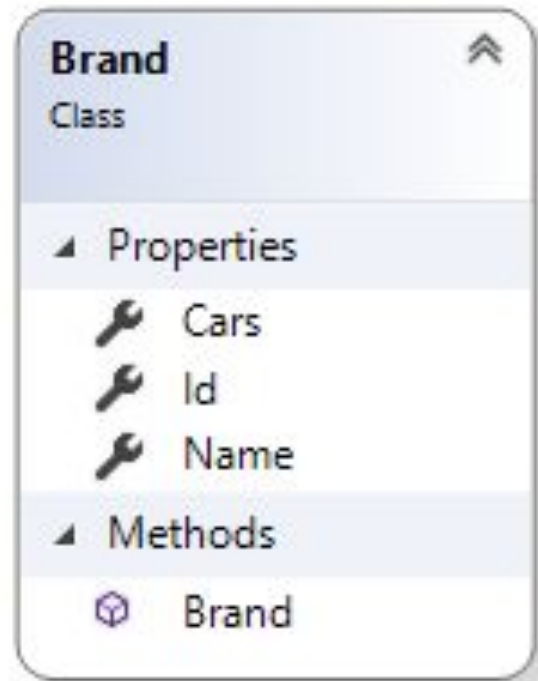 Brand
Class
Properties
Cars
Id
Name
Methods
Brand